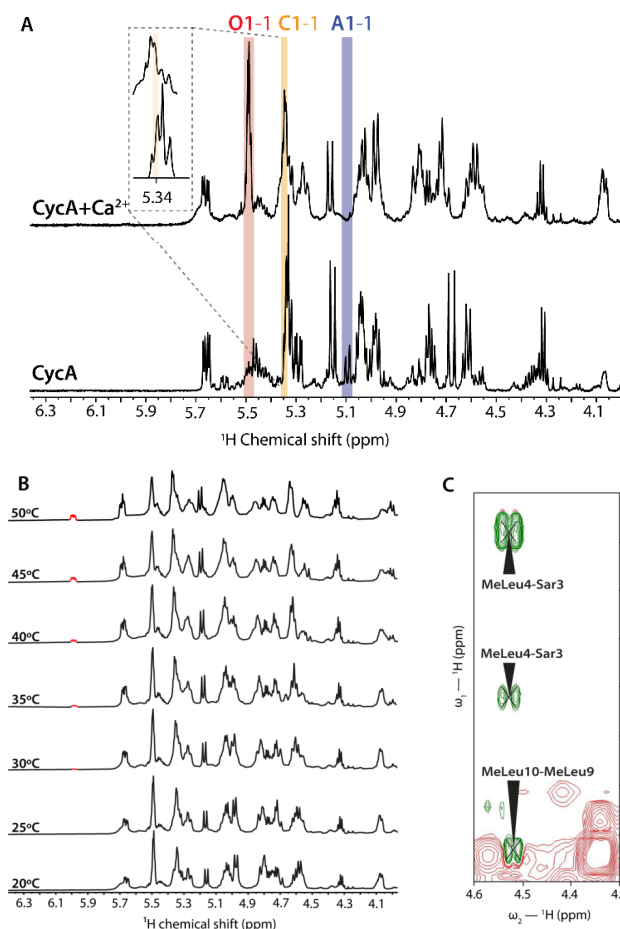 A
O1-1 C1-1 A1-1
5.34
CycA+Ca²⁺
CycA
6.3 6.1 5.9 5.7 5.5 5.3 5.1 4.9 4.7 4.5 4.3 4.1
¹H Chemical shift (ppm)
B
50ºC
45ºC
40ºC
35ºC
30ºC
25ºC
20ºC
6.3 6.1 5.9 5.7 5.5 5.3 5.1 4.9 4.7 4.5 4.3 4.1
¹H chemical shift (ppm)
C
MeLeu4-Sar3
MeLeu4-Sar3
MeLeu10-MeLeu9
ω₁ — ¹H (ppm)
4.6 4.5 4.4
ω₂ — ¹H (ppm)